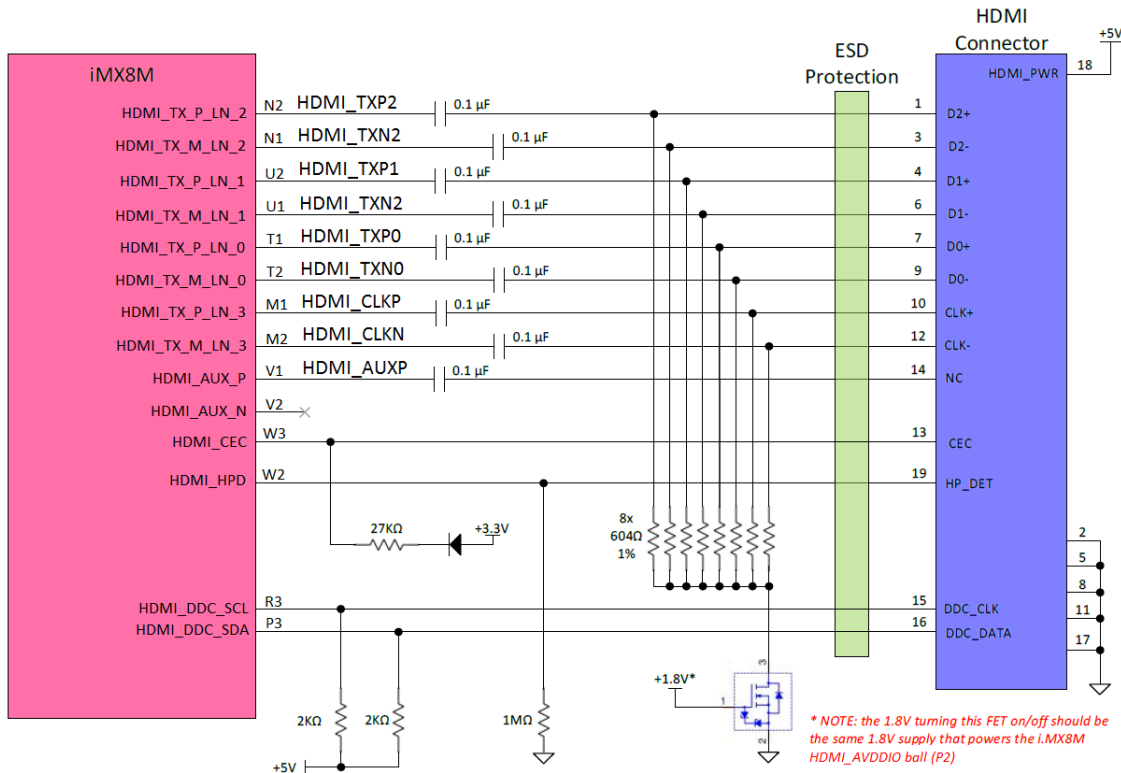 HDMI
Connector
+5V
18
HDMI_PWR
ESD
Protection
iMX8M
HDMI_TX_P_LN_2 N2 HDMI_TXP2 0.1 µF 1 D2+
HDMI_TX_M_LN_2 N1 HDMI_TXN2 0.1 µF 3 D2-
HDMI_TX_P_LN_1 U2 HDMI_TXP1 0.1 µF 4 D1+
HDMI_TX_M_LN_1 U1 HDMI_TXN2 0.1 µF 6 D1-
HDMI_TX_P_LN_0 T1 HDMI_TXP0 0.1 µF 7 D0+
HDMI_TX_M_LN_0 T2 HDMI_TXN0 0.1 µF 9 D0-
HDMI_TX_P_LN_3 M1 HDMI_CLKP 0.1 µF 10 CLK+
HDMI_TX_M_LN_3 M2 HDMI_CLKN 0.1 µF 12 CLK-
HDMI_AUX_P V1 HDMI_AUXP 0.1 µF 14 NC
HDMI_AUX_N V2
HDMI_CEC W3 13 CEC
HDMI_HPD W2 19 HP_DET
27KΩ +3.3V
8x
604Ω
1%
2
5
8
11
17
HDMI_DDC_SCL R3 15 DDC_CLK
HDMI_DDC_SDA P3 16 DDC_DATA
+1.8V*
1
3
2
2KΩ 2KΩ 1MΩ
+5V
* NOTE: the 1.8V turning this FET on/off should be
the same 1.8V supply that powers the i.MX8M
HDMI_AVDDIO ball (P2)